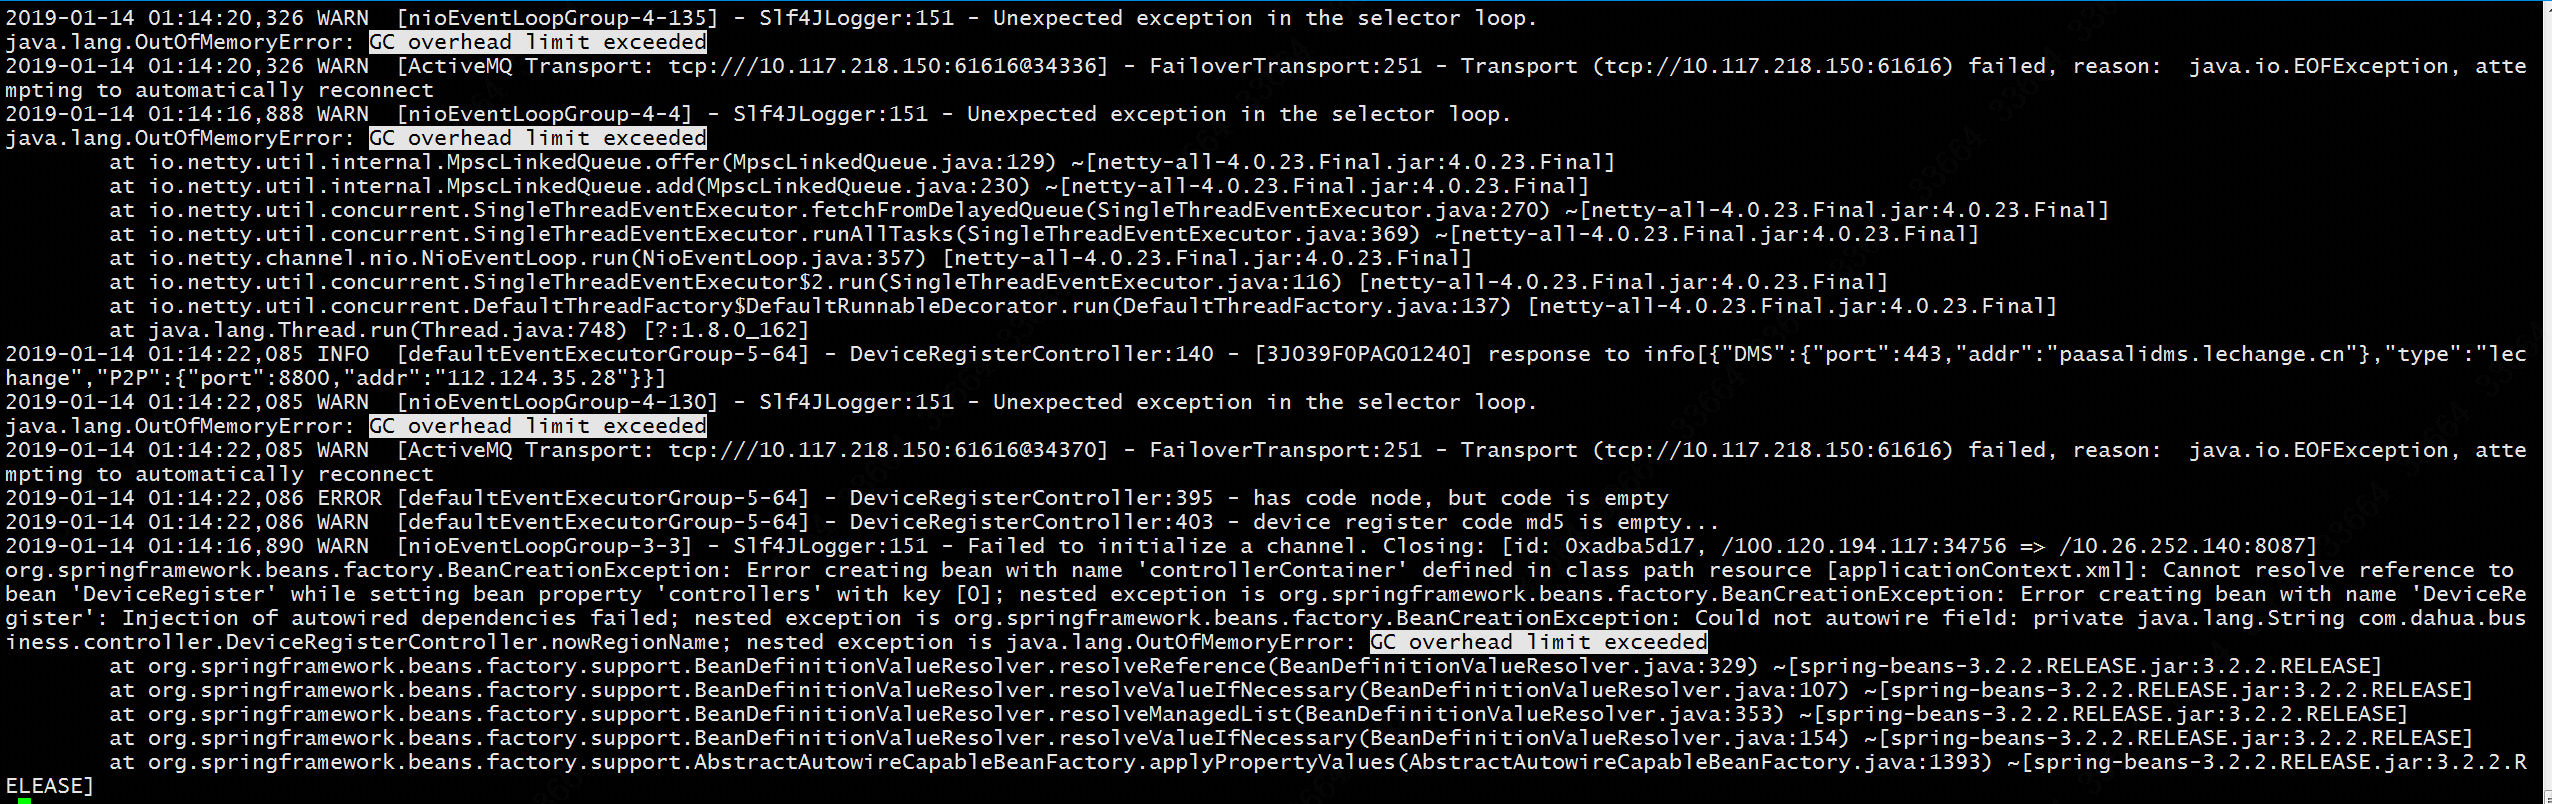 2019-01-14 01:14:20,326 WARN  [nioEventLoopGroup-4-135] - Slf4JLogger:151 - Unexpected exception in the selector loop.
java.lang.OutOfMemoryError: GC overhead limit exceeded
2019-01-14 01:14:20,326 WARN  [ActiveMQ Transport: tcp:///10.117.218.150:61616@34336] - FailoverTransport:251 - Transport (tcp://10.117.218.150:61616) failed, reason:  java.io.EOFException, atte
mpting to automatically reconnect
2019-01-14 01:14:16,888 WARN  [nioEventLoopGroup-4-4] - Slf4JLogger:151 - Unexpected exception in the selector loop.
java.lang.OutOfMemoryError: GC overhead limit exceeded
        at io.netty.util.internal.MpscLinkedQueue.offer(MpscLinkedQueue.java:129) ~[netty-all-4.0.23.Final.jar:4.0.23.Final]
        at io.netty.util.internal.MpscLinkedQueue.add(MpscLinkedQueue.java:230) ~[netty-all-4.0.23.Final.jar:4.0.23.Final]
        at io.netty.util.concurrent.SingleThreadEventExecutor.fetchFromDelayedQueue(SingleThreadEventExecutor.java:270) ~[netty-all-4.0.23.Final.jar:4.0.23.Final]
        at io.netty.util.concurrent.SingleThreadEventExecutor.runAllTasks(SingleThreadEventExecutor.java:369) ~[netty-all-4.0.23.Final.jar:4.0.23.Final]
        at io.netty.channel.nio.NioEventLoop.run(NioEventLoop.java:357) [netty-all-4.0.23.Final.jar:4.0.23.Final]
        at io.netty.util.concurrent.SingleThreadEventExecutor$2.run(SingleThreadEventExecutor.java:116) [netty-all-4.0.23.Final.jar:4.0.23.Final]
        at io.netty.util.concurrent.DefaultThreadFactory$DefaultRunnableDecorator.run(DefaultThreadFactory.java:137) [netty-all-4.0.23.Final.jar:4.0.23.Final]
        at java.lang.Thread.run(Thread.java:748) [?:1.8.0_162]
2019-01-14 01:14:22,085 INFO  [defaultEventExecutorGroup-5-64] - DeviceRegisterController:140 - [3J039F0PAG01240] response to info[{"DMS":{"port":443,"addr":"paasalidms.lechange.cn"},"type":"lec
hange","P2P":{"port":8800,"addr":"112.124.35.28"}}]
2019-01-14 01:14:22,085 WARN  [nioEventLoopGroup-4-130] - Slf4JLogger:151 - Unexpected exception in the selector loop.
java.lang.OutOfMemoryError: GC overhead limit exceeded
2019-01-14 01:14:22,085 WARN  [ActiveMQ Transport: tcp:///10.117.218.150:61616@34370] - FailoverTransport:251 - Transport (tcp://10.117.218.150:61616) failed, reason:  java.io.EOFException, atte
mpting to automatically reconnect
2019-01-14 01:14:22,086 ERROR [defaultEventExecutorGroup-5-64] - DeviceRegisterController:395 - has code node, but code is empty
2019-01-14 01:14:22,086 WARN  [defaultEventExecutorGroup-5-64] - DeviceRegisterController:403 - device register code md5 is empty...
2019-01-14 01:14:16,890 WARN  [nioEventLoopGroup-3-3] - Slf4JLogger:151 - Failed to initialize a channel. Closing: [id: 0xadba5d17, /100.120.194.117:34756 => /10.26.252.140:8087]
org.springframework.beans.factory.BeanCreationException: Error creating bean with name 'controllerContainer' defined in class path resource [applicationContext.xml]: Cannot resolve reference to
bean 'DeviceRegister' while setting bean property 'controllers' with key [0]; nested exception is org.springframework.beans.factory.BeanCreationException: Error creating bean with name 'DeviceRe
gister': Injection of autowired dependencies failed; nested exception is org.springframework.beans.factory.BeanCreationException: Could not autowire field: private java.lang.String com.dahua.bus
iness.controller.DeviceRegisterController.nowRegionName; nested exception is java.lang.OutOfMemoryError: GC overhead limit exceeded
        at org.springframework.beans.factory.support.BeanDefinitionValueResolver.resolveReference(BeanDefinitionValueResolver.java:329) ~[spring-beans-3.2.2.RELEASE.jar:3.2.2.RELEASE]
        at org.springframework.beans.factory.support.BeanDefinitionValueResolver.resolveValueIfNecessary(BeanDefinitionValueResolver.java:107) ~[spring-beans-3.2.2.RELEASE.jar:3.2.2.RELEASE]
        at org.springframework.beans.factory.support.BeanDefinitionValueResolver.resolveManagedList(BeanDefinitionValueResolver.java:353) ~[spring-beans-3.2.2.RELEASE.jar:3.2.2.RELEASE]
        at org.springframework.beans.factory.support.BeanDefinitionValueResolver.resolveValueIfNecessary(BeanDefinitionValueResolver.java:154) ~[spring-beans-3.2.2.RELEASE.jar:3.2.2.RELEASE]
        at org.springframework.beans.factory.support.AbstractAutowireCapableBeanFactory.applyPropertyValues(AbstractAutowireCapableBeanFactory.java:1393) ~[spring-beans-3.2.2.RELEASE.jar:3.2.2.R
ELEASE]